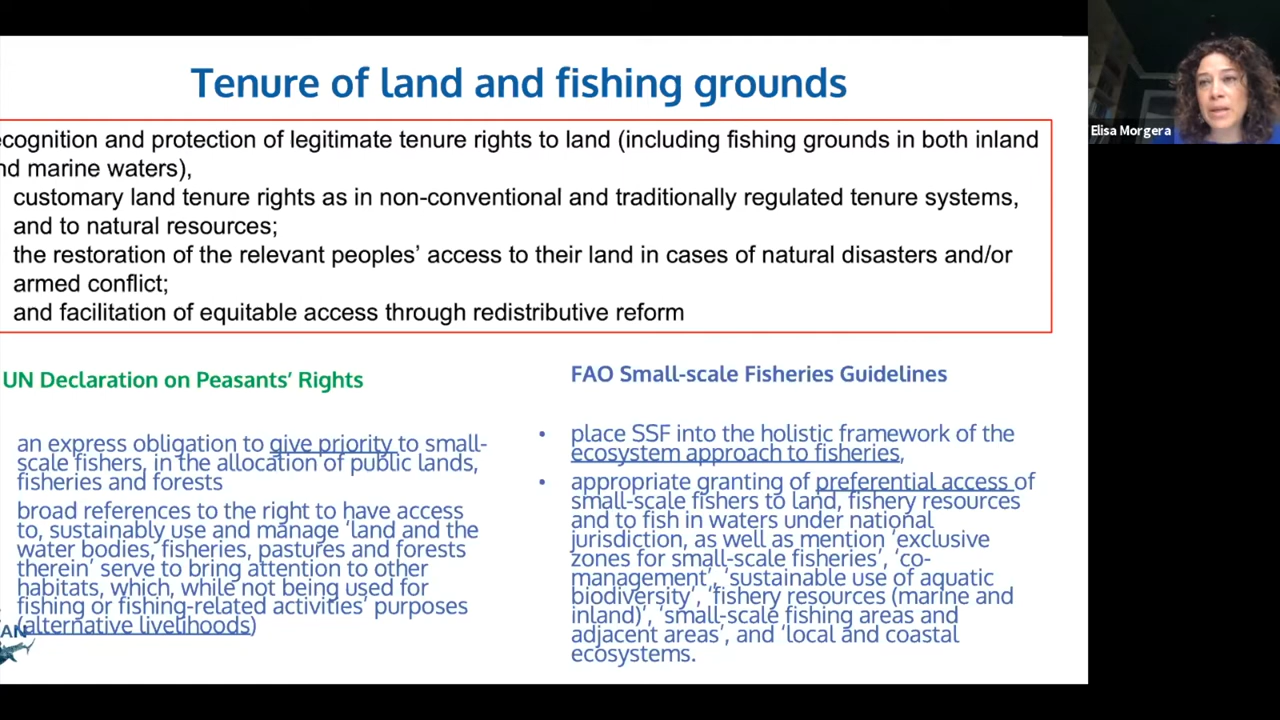 Tenure of land and fishing grounds
ecognition and protection of legitimate tenure rights to land (including fishing grounds in both inland
nd marine waters),
customary land tenure rights as in non-conventional and traditionally regulated tenure systems,
and to natural resources;
the restoration of the relevant peoples' access to their land in cases of natural disasters and/or
armed conflict;
and facilitation of equitable access through redistributive reform
UN Declaration on Peasants' Rights
an express obligation to give priority to small-
scale fishers, in the allocation of public lands,
fisheries and forests
broad references to the right to have access
to, sustainably use and manage 'land and the
water bodies, fisheries, pastures and forests
therein' serve to bring attention to other
habitats, which, while not being used for
fishing or fishing-related activities' purposes
(alternative livelihoods)
AN
FAO Small-scale Fisheries Guidelines
• place SSF into the holistic framework of the
ecosystem approach to fisheries,
• appropriate granting of preferential access of
small-scale fishers to land, fishery resources
and to fish in waters under national
jurisdiction, as well as mention 'exclusive
zones for small-scale fisheries', 'co-
management', 'sustainable use of aquatic
biodiversity', 'fishery resources (marine and
inland)', 'small-scale fishing areas and
adjacent areas', and 'local and coastal
ecosystems.
Elisa Morgera